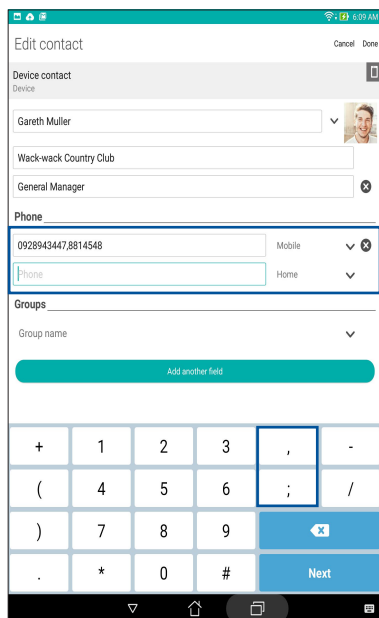 6:09 AM
Edit contact Cancel Done
Device contact
Device
Gareth Muller
Wack-wack Country Club
General Manager
Phone
0928943447,8814548 Mobile
Phone Home
Groups
Group name
Add another field
+ 1 2 3 , -
( 4 5 6 ; /
) 7 8 9
. * 0 # Next